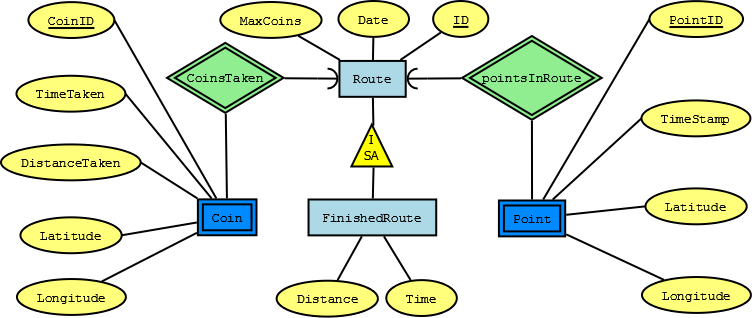 CoinID
MaxCoins
Date
ID
PointID
CoinsTaken
Route
pointsInRoute
TimeTaken
TimeStamp
I
SA
DistanceTaken
Coin
FinishedRoute
Point
Latitude
Latitude
Longitude
Distance
Time
Longitude